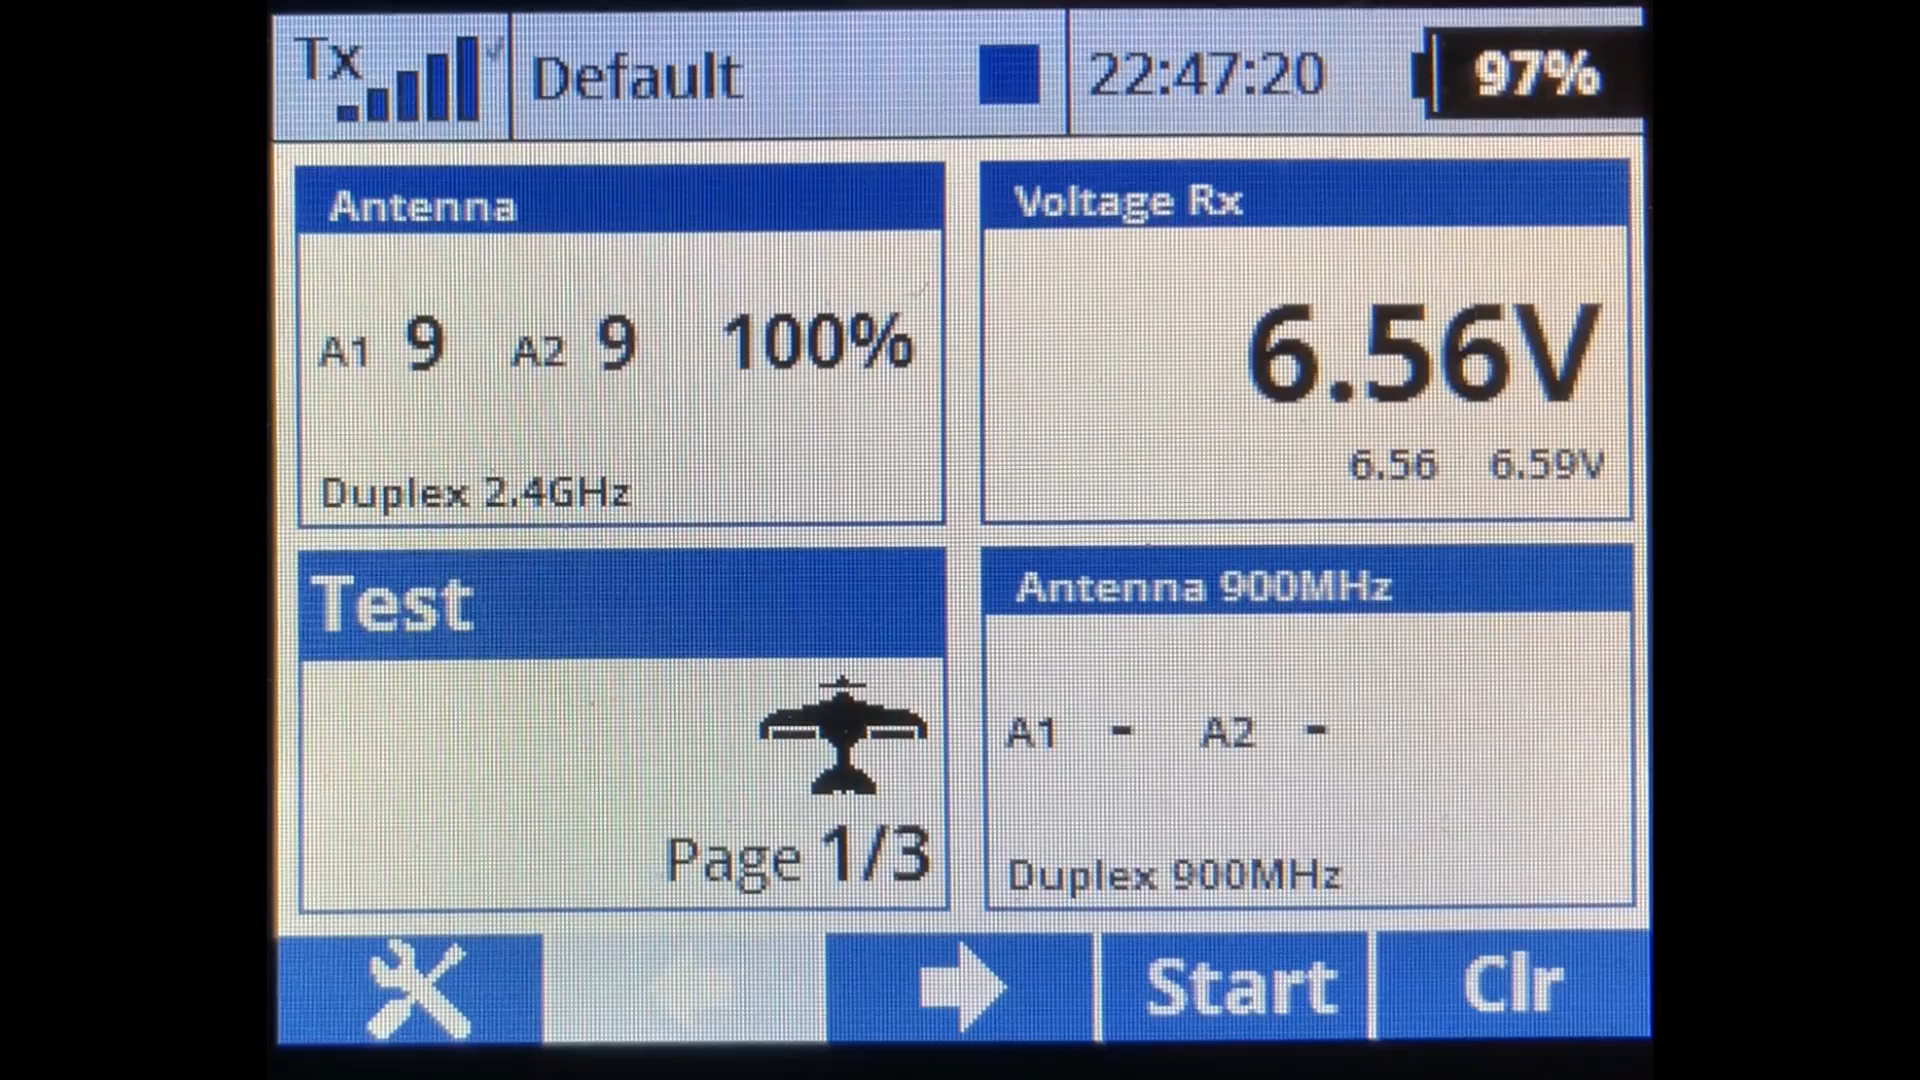 Tx Default 22:47:20 97%
Antenna
A1 9 A2 9 100%
Duplex 2.4GHz
Voltage Rx
6.56V
6.56 6.59V
Test
Page 1/3
Antenna 900MHz
A1 - A2 -
Duplex 900MHz
Start Clr